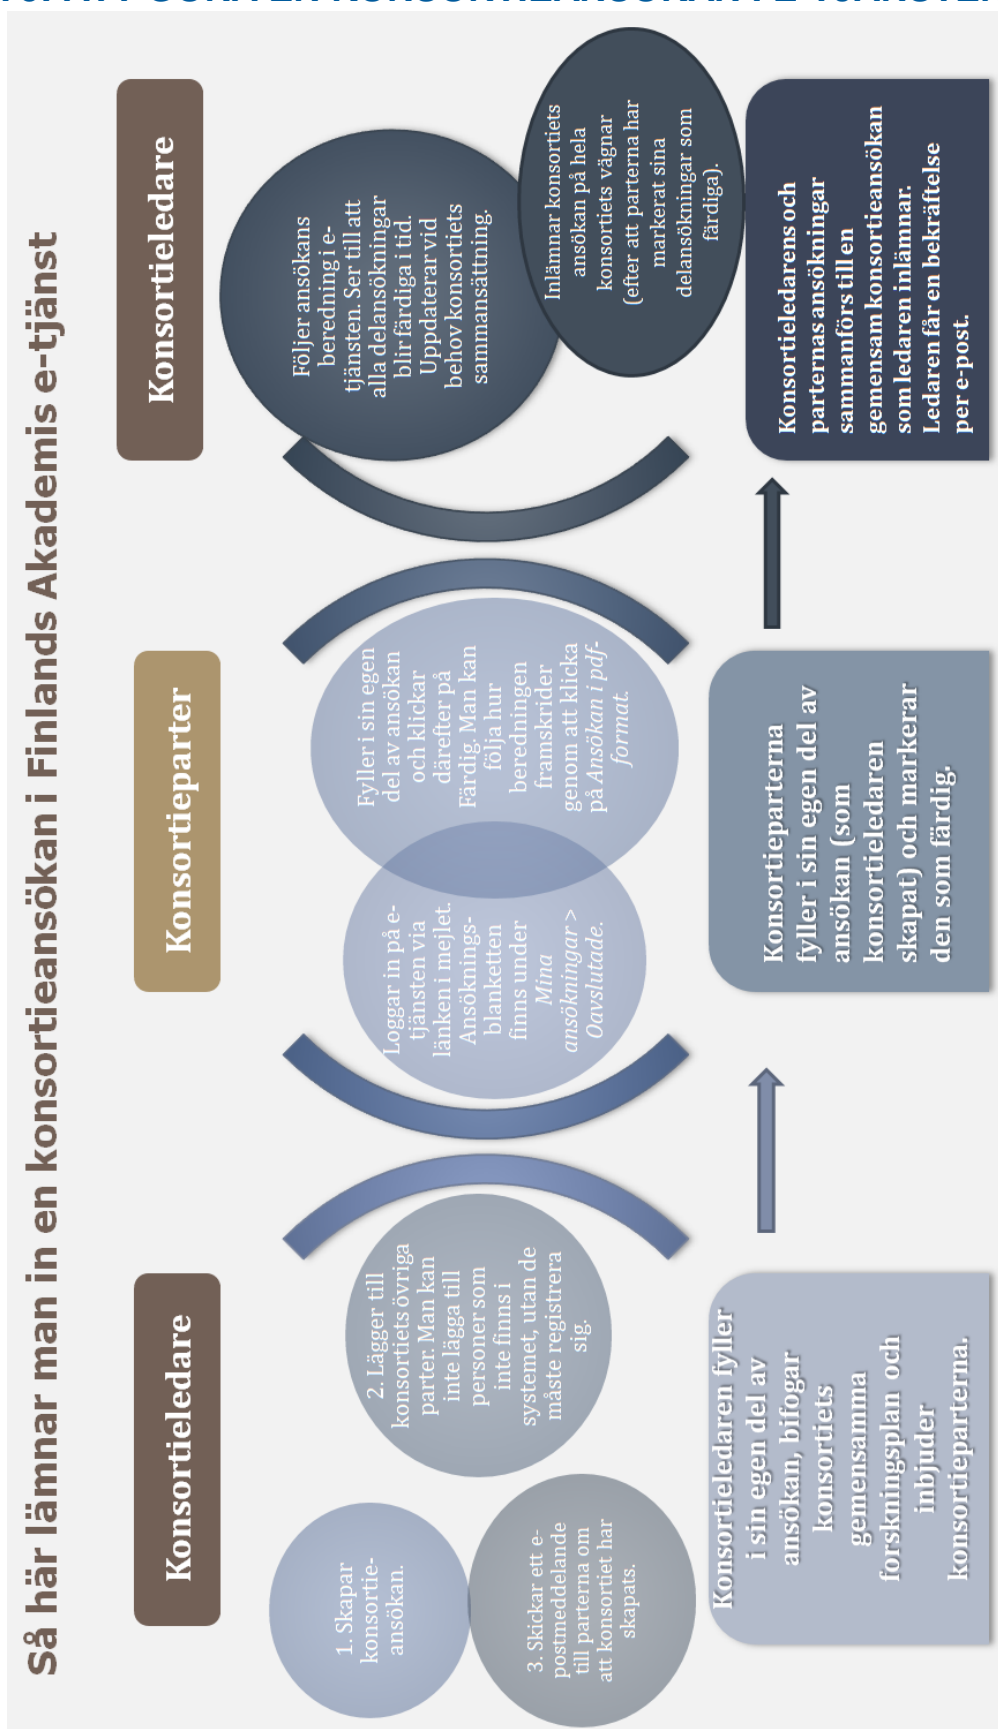 Så här lämnar man in en konsortieansökan i Finlands Akademis e-tjänst
Konsortieledare
1. Skapar
konsortie-
ansökan.
2. Lägger till
konsortiets övriga
parter. Man kan
inte lägga till
personer som
inte finns i
systemet, utan de
måste registrera
sig.
3. Skickar ett e-
postmeddelande
till parterna om
att konsortiet har
skapats.
Konsortieledaren fyller
i sin egen del av
ansökan, bifogar
konsortiets
gemensamma
forskningsplan och
inbjuder
konsortieparterna.
Konsortieparter
Loggar in på e-
tjänsten via
länken i mejlet.
Ansöknings-
blanketten
finns under
Mina
ansökningar >
Oavslutade.
Fyller i sin egen
del av ansökan
och klickar
därefter på
Färdig. Man kan
följa hur
beredningen
framskrider
genom att klicka
på Ansökan i pdf-
format.
Konsortieparterna
fyller i sin egen del av
ansökan (som
konsortieledaren
skapat) och markerar
den som färdig.
Konsortieledare
Följer ansökans
beredning i e-
tjänsten. Ser till att
alla delansökningar
blir färdiga i tid.
Uppdaterar vid
behov konsortiets
sammansättning.
Inlämnar konsortiets
ansökan på hela
konsortiets vägnar
(efter att parterna har
markerat sina
delansökningar som
färdiga).
Konsortieledarens och
parternas ansökningar
sammanförs till en
gemensam konsortieansökan
som ledaren inlämnar.
Ledaren får en bekräftelse
per e-post.